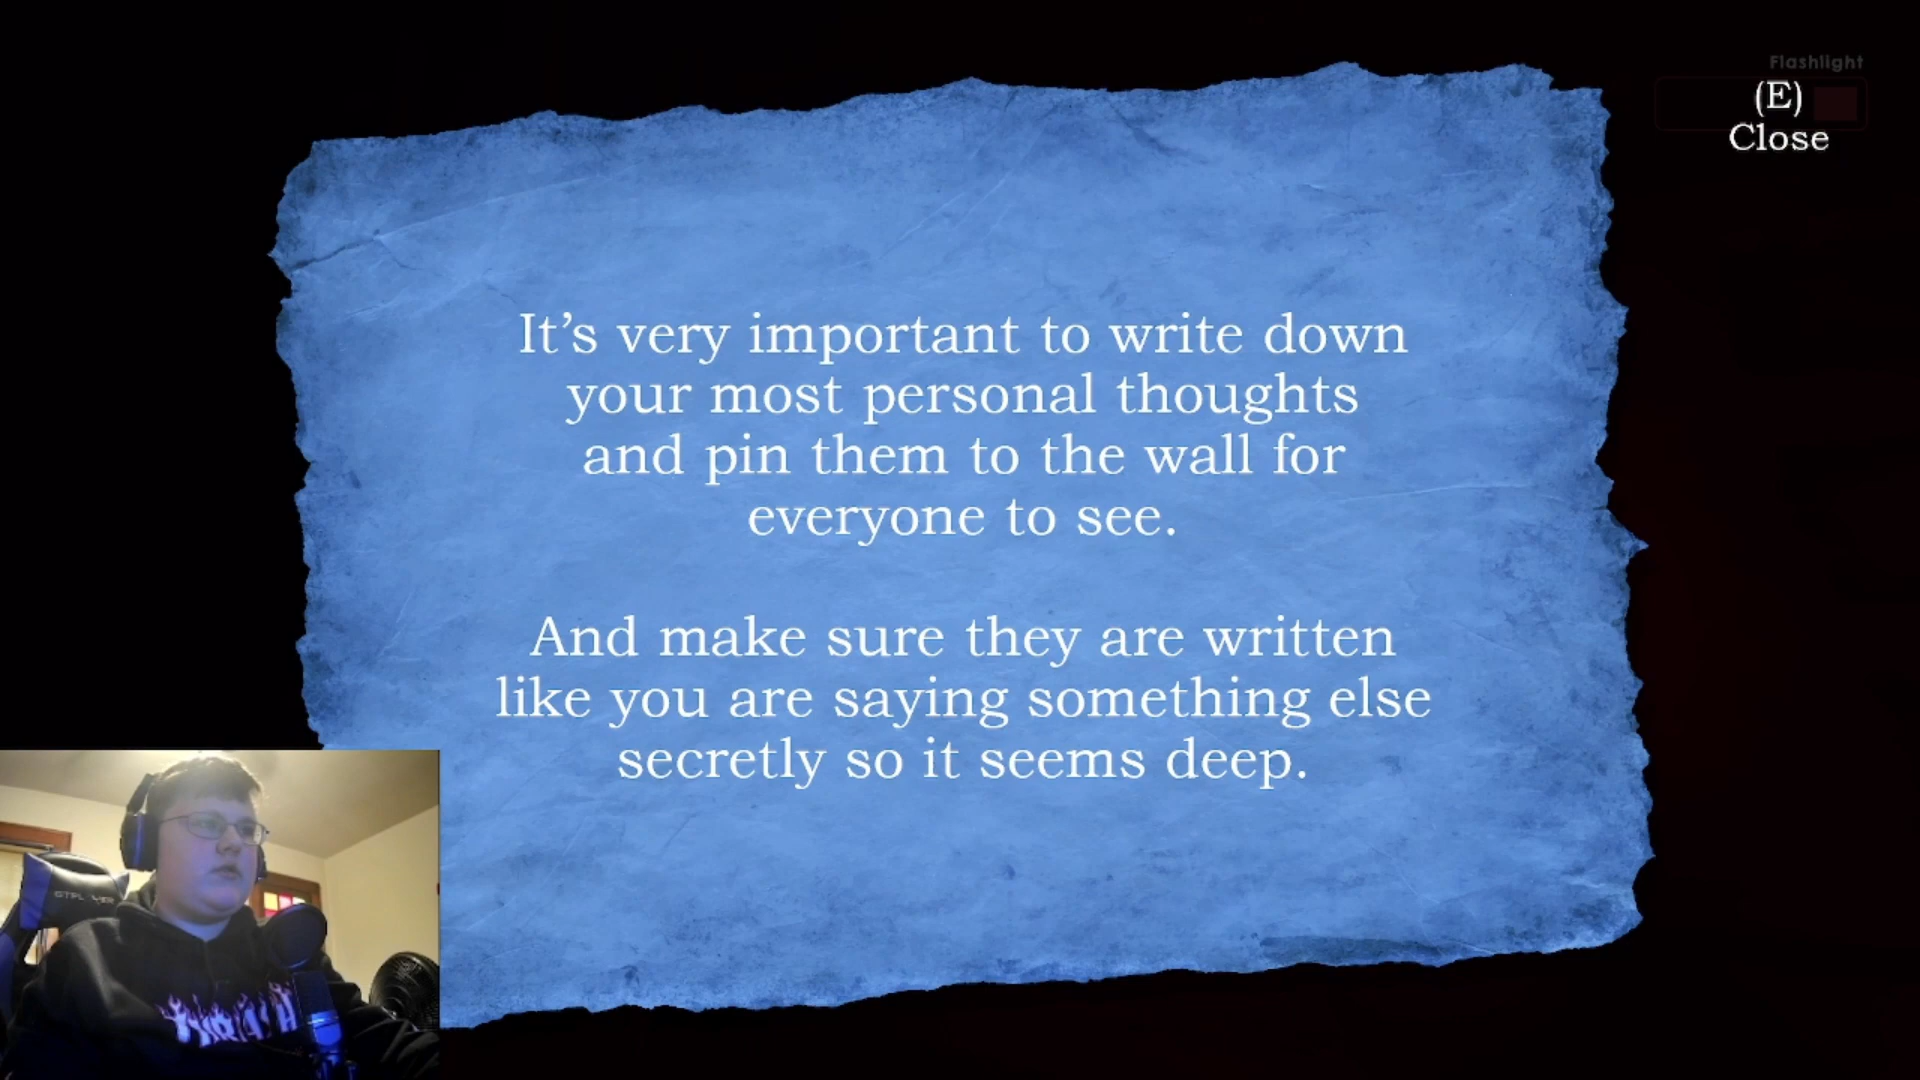 Flashlight
(E)
Close
It's very important to write down
your most personal thoughts
and pin them to the wall for
everyone to see.
And make sure they are written
like you are saying something else
secretly so it seems deep.